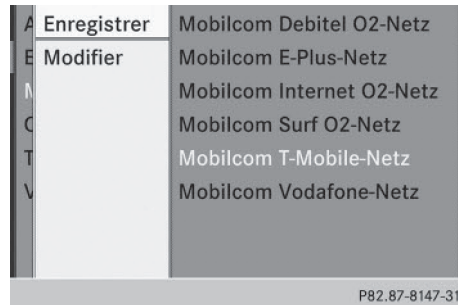 A
E
M
C
T
V
Enregistrer
Modifier
Mobilcom Debitel O2-Netz
Mobilcom E-Plus-Netz
Mobilcom Internet O2-Netz
Mobilcom Surf O2-Netz
Mobilcom T-Mobile-Netz
Mobilcom Vodafone-Netz
P82.87-8147-31